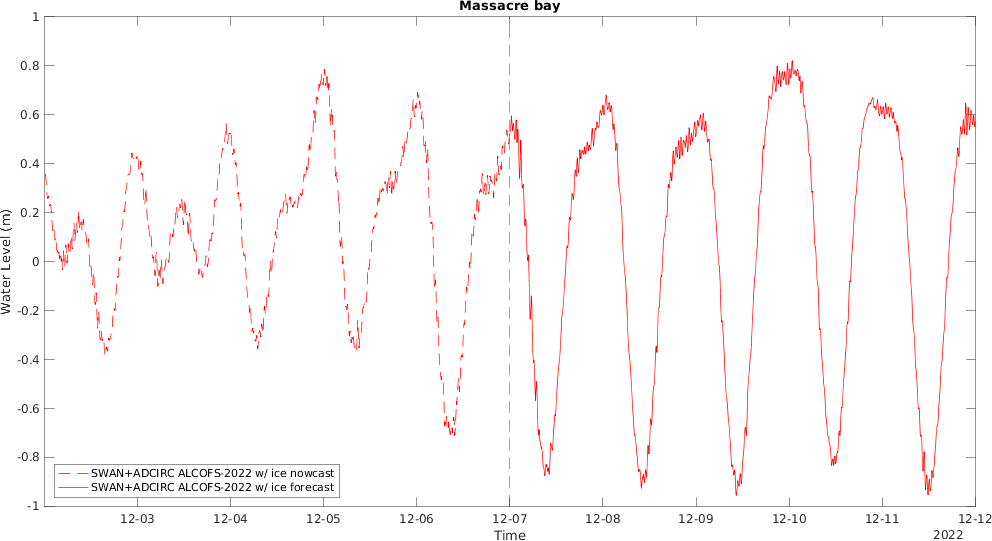 Massacre bay
1
0.8
0.6
0.4
0.2
0
-0.2
-0.4
-0.6
-0.8
-1
Water Level (m)
SWAN+ADCIRC ALCOFS-2022 w/ ice nowcast
SWAN+ADCIRC ALCOFS-2022 w/ ice forecast
12-03 12-04 12-05 12-06 12-07 12-08 12-09 12-10 12-11 12-12
Time
2022